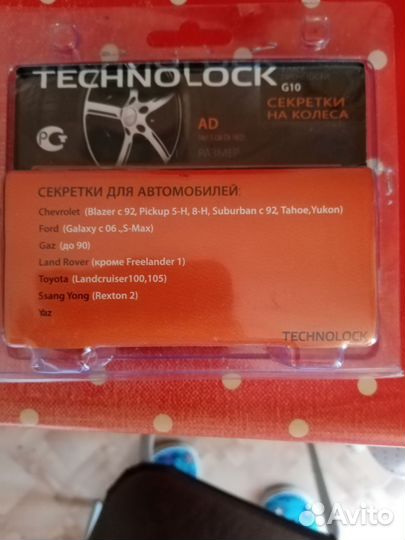 TECHNOLOCK
G10
СЕКРЕТКИ
НА КОЛЕСА
AD
РАЗМЕР
СЕКРЕТКИ ДЛЯ АВТОМОБИЛЕЙ:
Chevrolet (Blazer с 92, Pickup 5-H, 8-H, Suburban с 92, Tahoe,Yukon)
Ford (Galaxy с 06 .,S-Max)
Gaz (до 90)
Land Rover (кроме Freelander 1)
Toyota (Landcruiser100,105)
Ssang Yong (Rexton 2)
Yaz
TECHNOLOCK
Avito